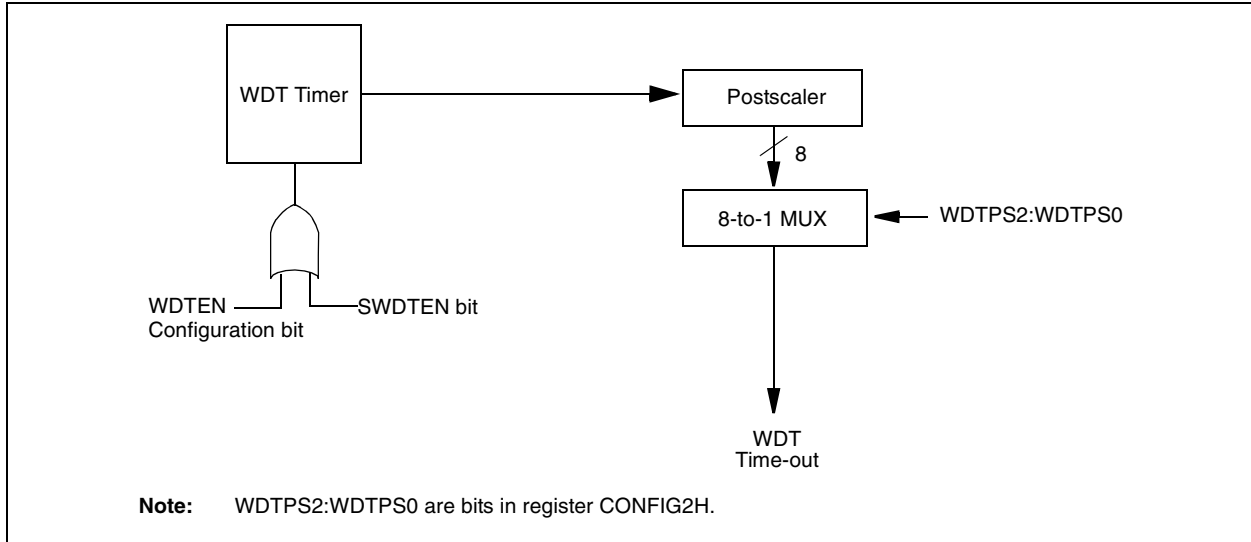 WDT Timer
Postscaler
8
8-to-1 MUX
WDTPS2:WDTPS0
WDTEN
Configuration bit
SWDTEN bit
WDT
Time-out
Note: WDTPS2:WDTPS0 are bits in register CONFIG2H.